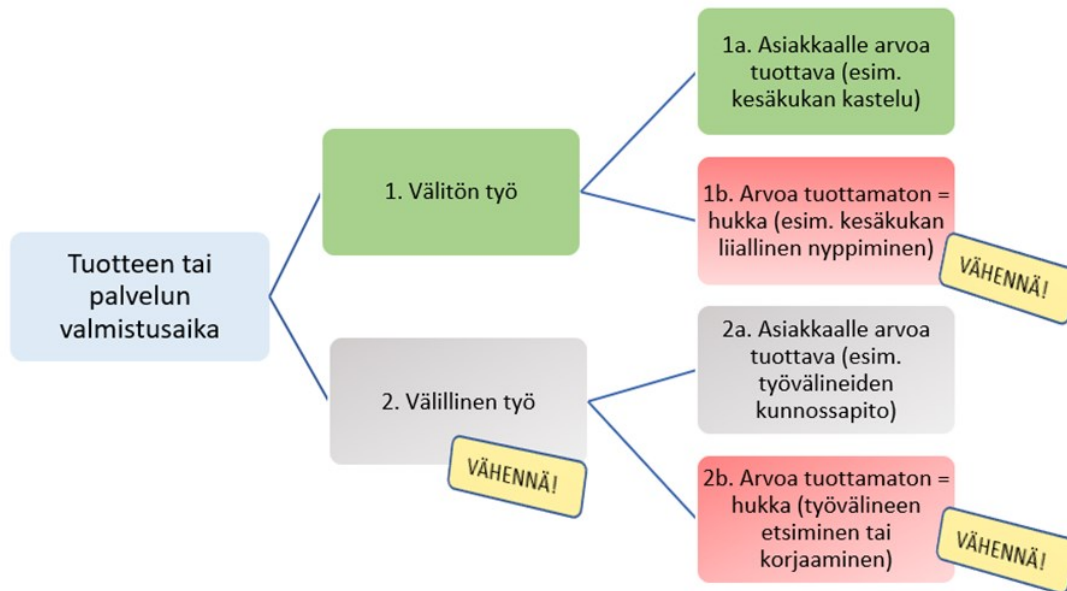 Tuotteen tai
palvelun
valmistusaika
1. Välitön työ
1a. Asiakkaalle arvoa
tuottava (esim.
kesäkukan kastelu)
1b. Arvoa tuottamaton =
hukka (esim. kesäkukan
liiallinen nyppiminen)
VÄHENNÄ!
2. Välillinen työ
VÄHENNÄ!
2a. Asiakkaalle arvoa
tuottava (esim.
työvälineiden
kunnossapito)
2b. Arvoa tuottamaton =
hukka (työvälineen
etsiminen tai
korjaaminen)
VÄHENNÄ!